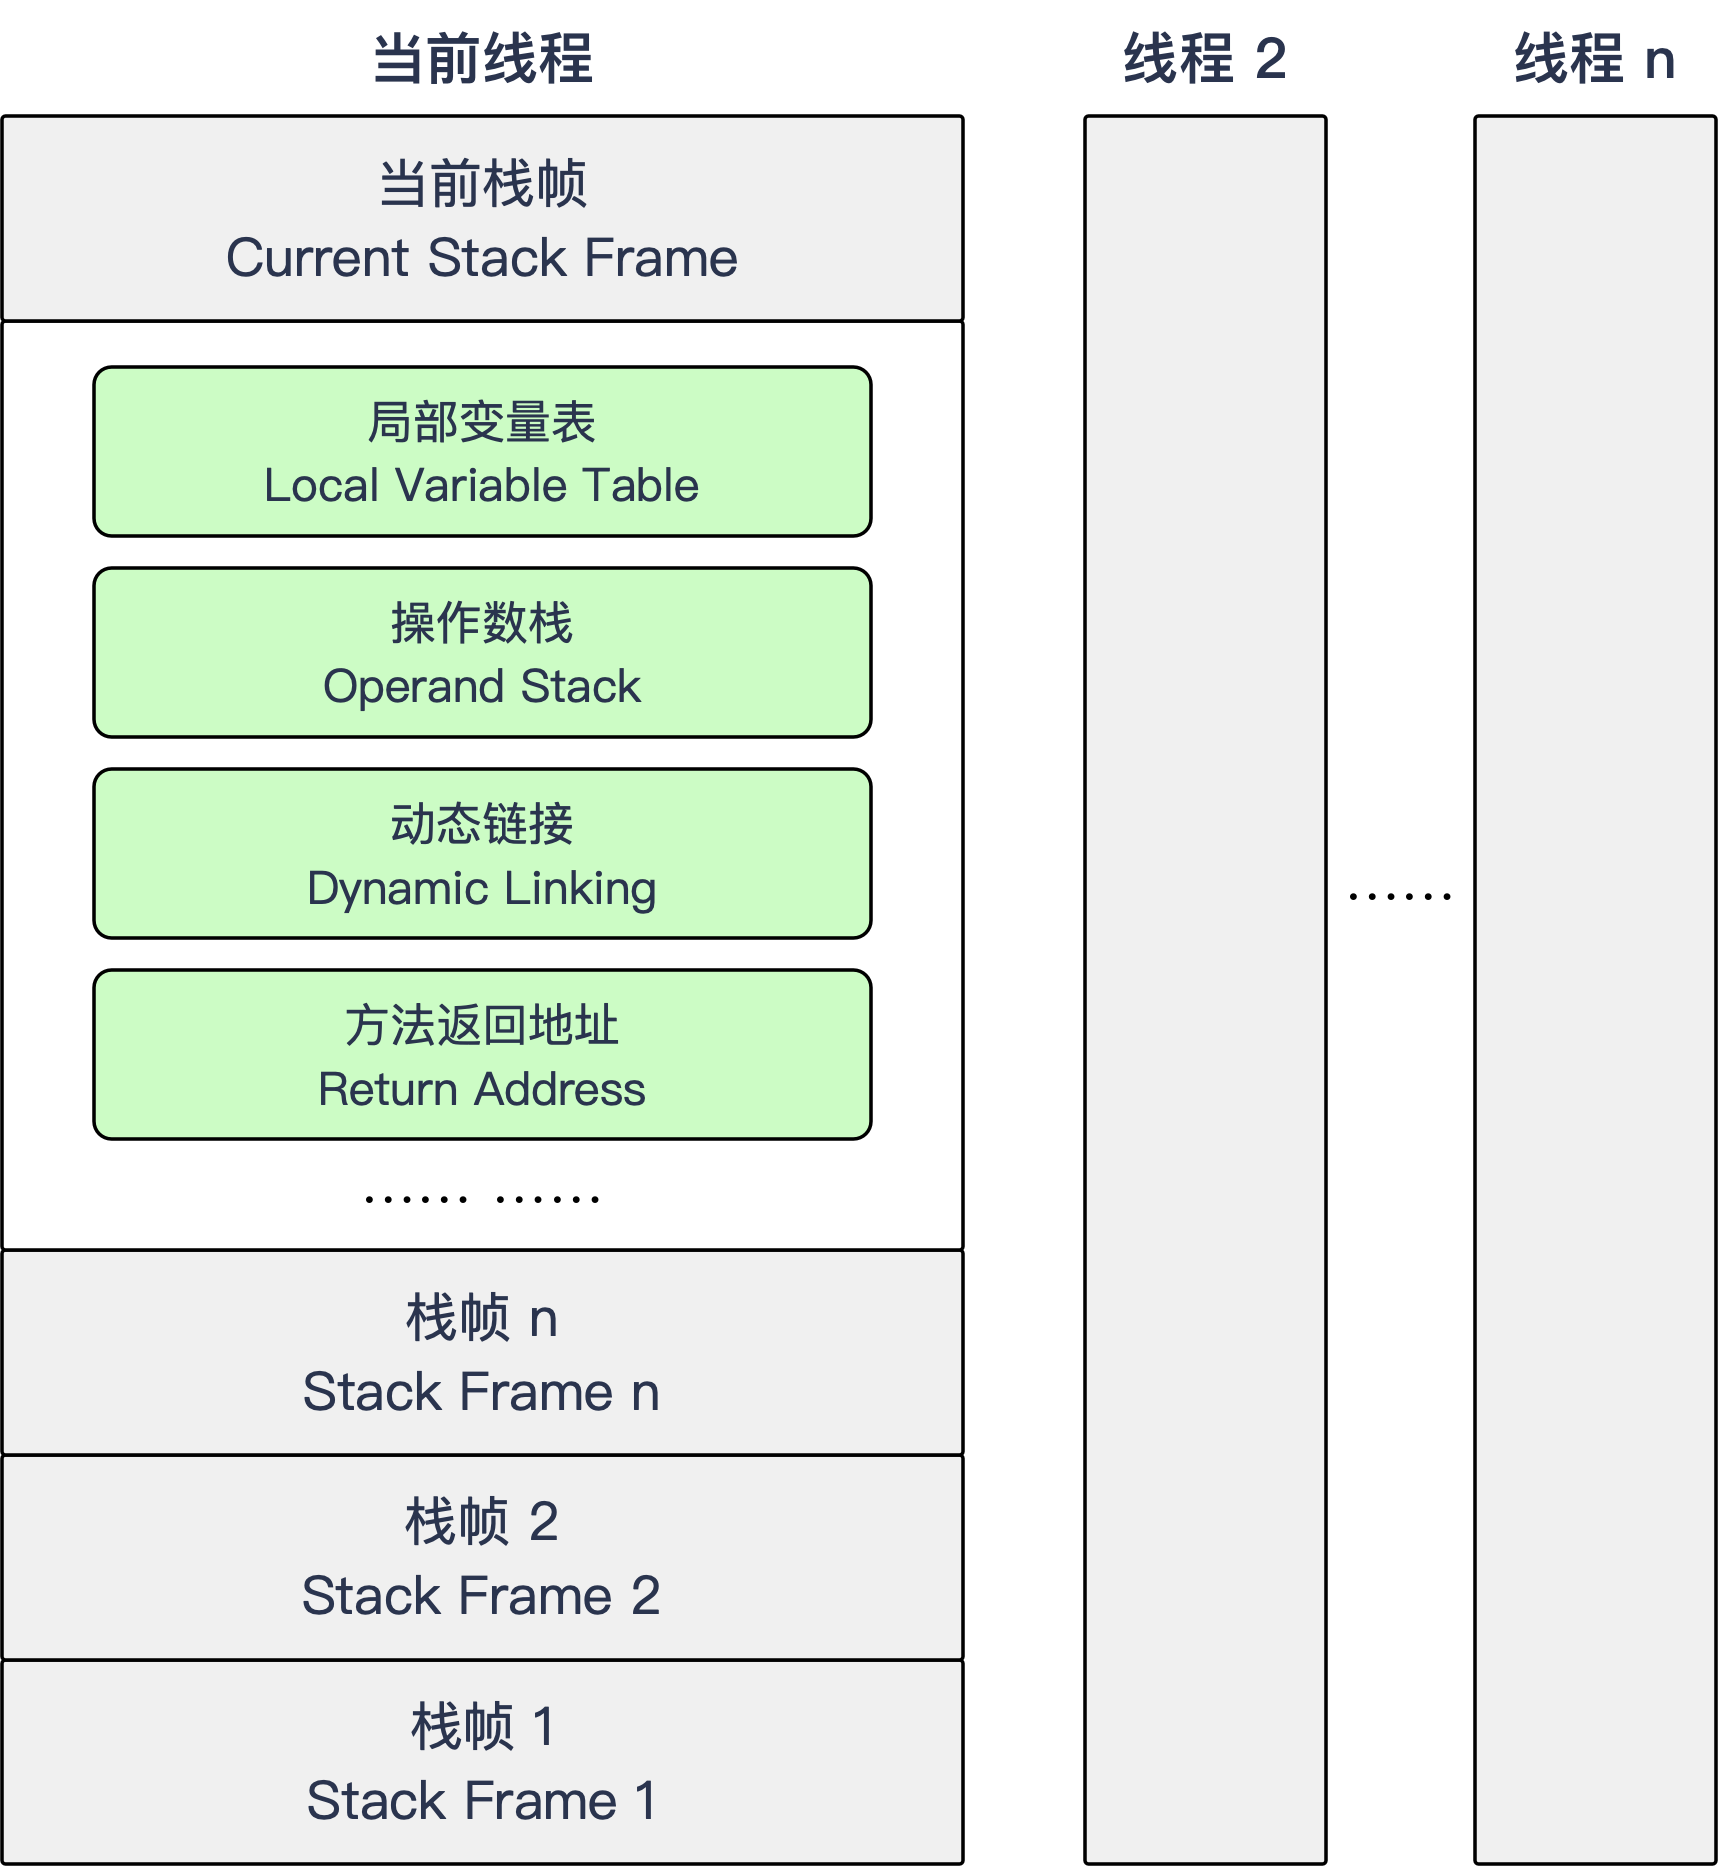 当前线程
线程 2
线程 n
当前栈帧
Current Stack Frame
局部变量表
Local Variable Table
操作数栈
Operand Stack
动态链接
Dynamic Linking
方法返回地址
Return Address
…… ……
……
栈帧 n
Stack Frame n
栈帧 2
Stack Frame 2
栈帧 1
Stack Frame 1